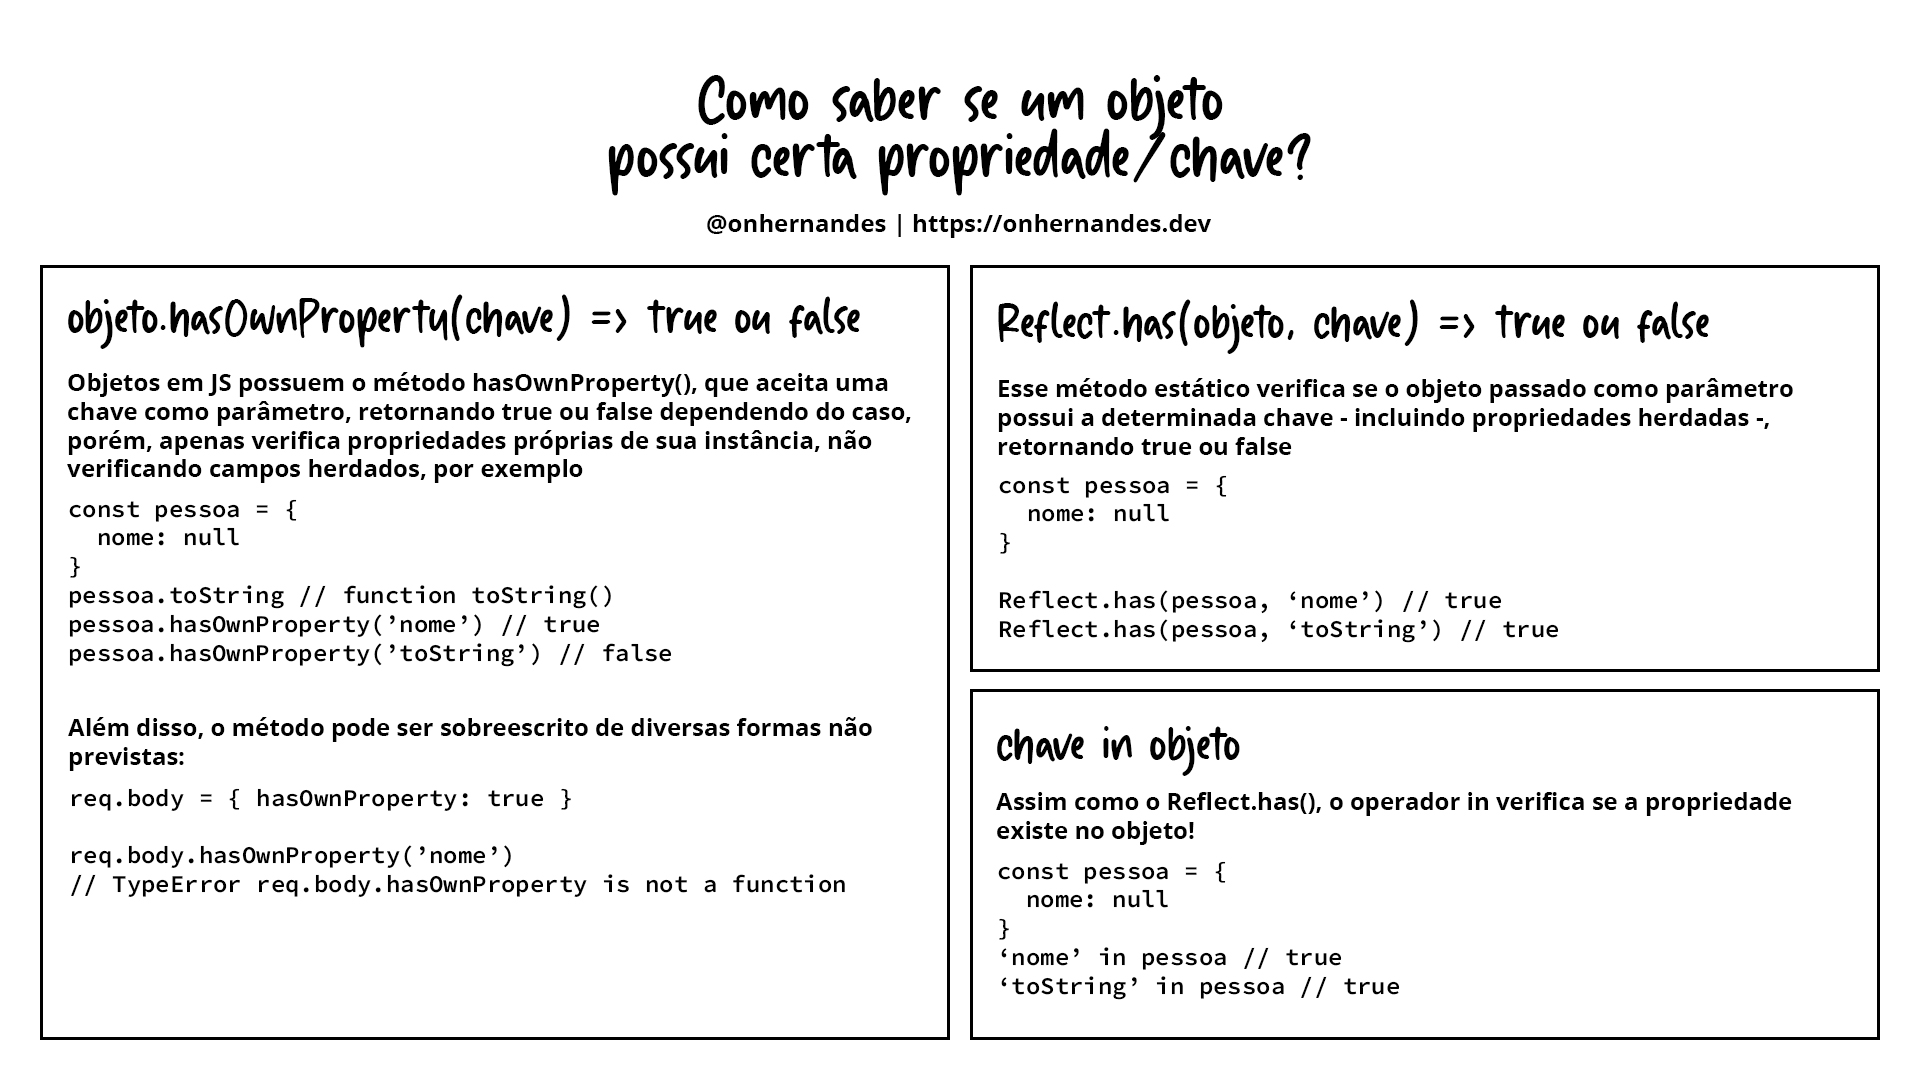 Como saber se um objeto
possui certa propriedade/chave?
@onhernandes | https://onhernandes.dev
objeto.hasOwnProperty(chave) => true ou false
Objetos em JS possuem o método hasOwnProperty(), que aceita uma
chave como parâmetro, retornando true ou false dependendo do caso,
porém, apenas verifica propriedades próprias de sua instância, não
verificando campos herdados, por exemplo
const pessoa = {
  nome: null
}
pessoa.toString // function toString()
pessoa.hasOwnProperty(’nome’) // true
pessoa.hasOwnProperty(’toString’) // false
Além disso, o método pode ser sobreescrito de diversas formas não
previstas:
req.body = { hasOwnProperty: true }
req.body.hasOwnProperty(’nome’)
// TypeError req.body.hasOwnProperty is not a function
Reflect.has(objeto, chave) => true ou false
Esse método estático verifica se o objeto passado como parâmetro
possui a determinada chave - incluindo propriedades herdadas -,
retornando true ou false
const pessoa = {
  nome: null
}
Reflect.has(pessoa, ‘nome’) // true
Reflect.has(pessoa, ‘toString’) // true
chave in objeto
Assim como o Reflect.has(), o operador in verifica se a propriedade
existe no objeto!
const pessoa = {
  nome: null
}
‘nome’ in pessoa // true
‘toString’ in pessoa // true